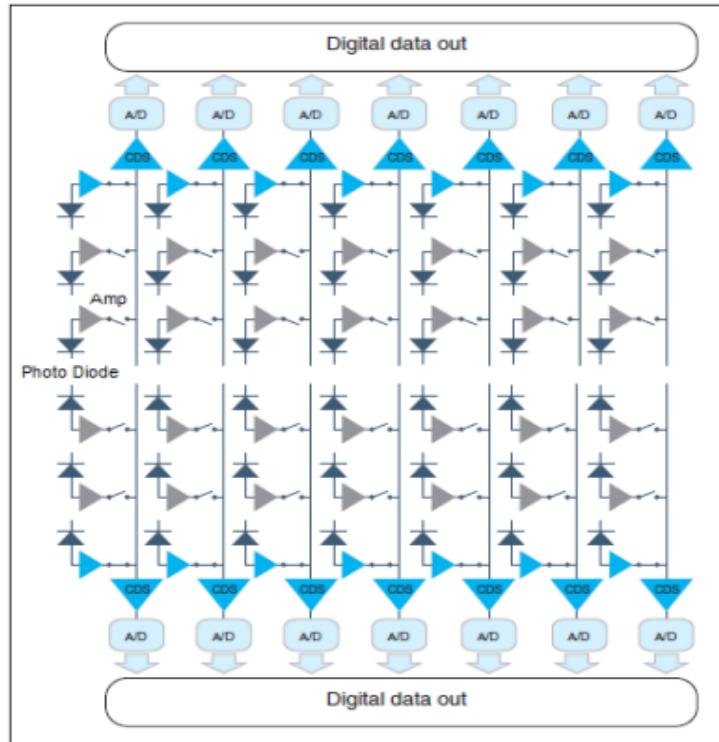 Digital data out
A/D A/D A/D A/D A/D A/D A/D
CDS CDS CDS CDS CDS CDS CDS
Amp
Photo Diode
CDS CDS CDS CDS CDS CDS CDS
A/D A/D A/D A/D A/D A/D A/D
Digital data out